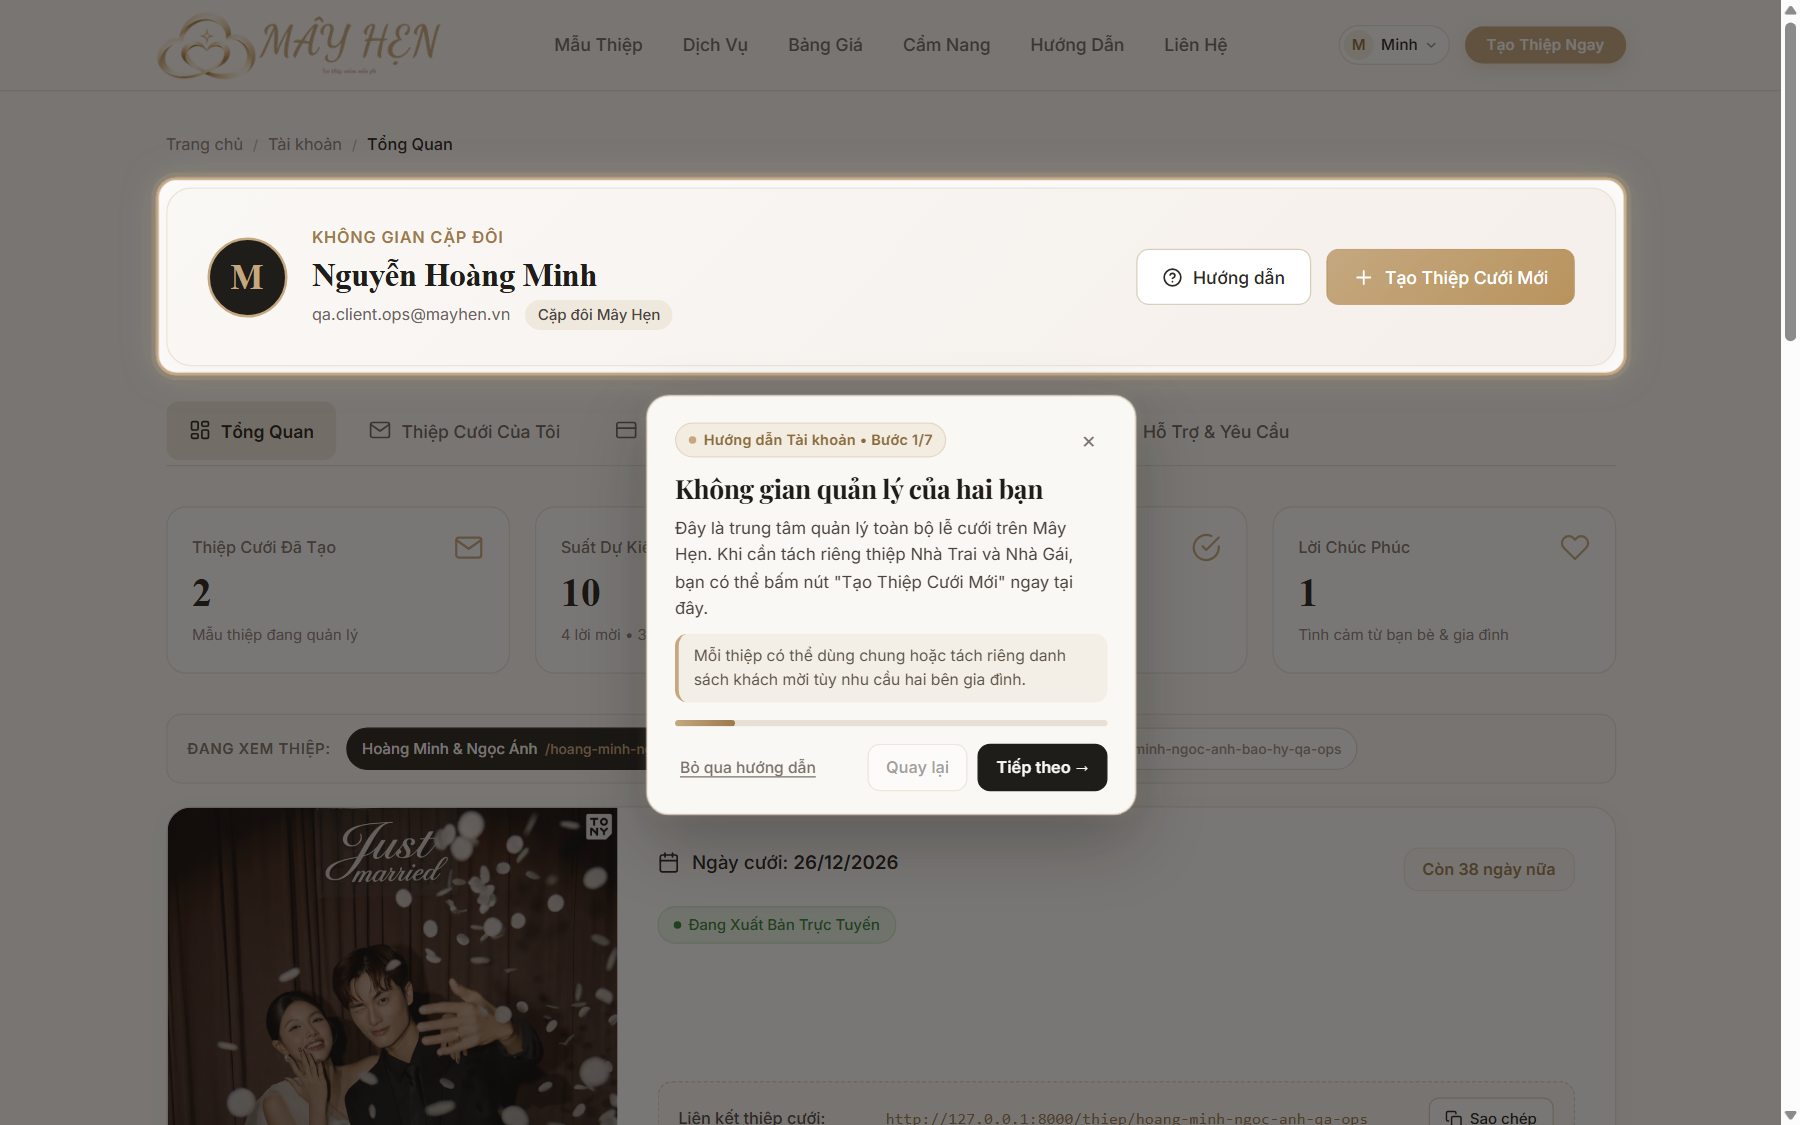 MÂY HẸN
Mẫu Thiệp
Dịch Vụ
Bảng Giá
Cẩm Nang
Hướng Dẫn
Liên Hệ
M Minh
Tạo Thiệp Ngay
Trang chủ / Tài khoản / Tổng Quan
KHÔNG GIAN CẶP ĐÔI
M
Nguyễn Hoàng Minh
qa.client.ops@mayhen.vn
Cặp đôi Mây Hẹn
Hướng dẫn
Tạo Thiệp Cưới Mới
Tổng Quan
Thiệp Cưới Của Tôi
Hỗ Trợ & Yêu Cầu
Hướng dẫn Tài khoản • Bước 1/7
Không gian quản lý của hai bạn
Đây là trung tâm quản lý toàn bộ lễ cưới trên Mây
Hẹn. Khi cần tách riêng thiệp Nhà Trai và Nhà Gái,
bạn có thể bấm nút "Tạo Thiệp Cưới Mới" ngay tại
đây.
Mỗi thiệp có thể dùng chung hoặc tách riêng danh
sách khách mời tùy nhu cầu hai bên gia đình.
Bỏ qua hướng dẫn
Quay lại
Tiếp theo →
Thiệp Cưới Đã Tạo
2
Mẫu thiệp đang quản lý
Suất Dự
10
4 lời mời • 3
Lời Chúc Phúc
1
Tình cảm từ bạn bè & gia đình
ĐANG XEM THIỆP:
Hoàng Minh & Ngọc Ánh /hoang-minh-n
minh-ngoc-anh-bao-hy-qa-ops
Just
married
TO
NY
Ngày cưới: 26/12/2026
Còn 38 ngày nữa
Đang Xuất Bản Trực Tuyến
Liên kết thiệp cưới:
http://127.0.0.1:8000/thiep/hoang-minh-ngoc-anh-qa-ops
Sao chép